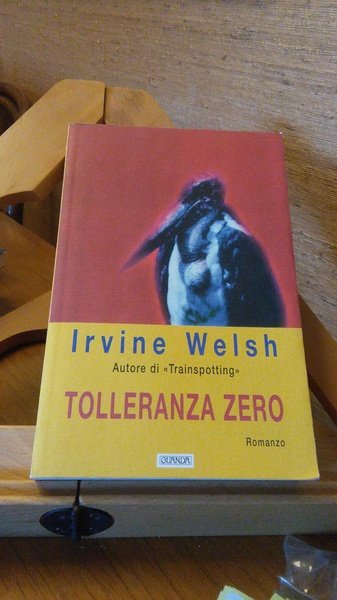 Irvine Welsh
Autore di «Trainspotting»
TOLLERANZA ZERO
Romanzo
GUANDA